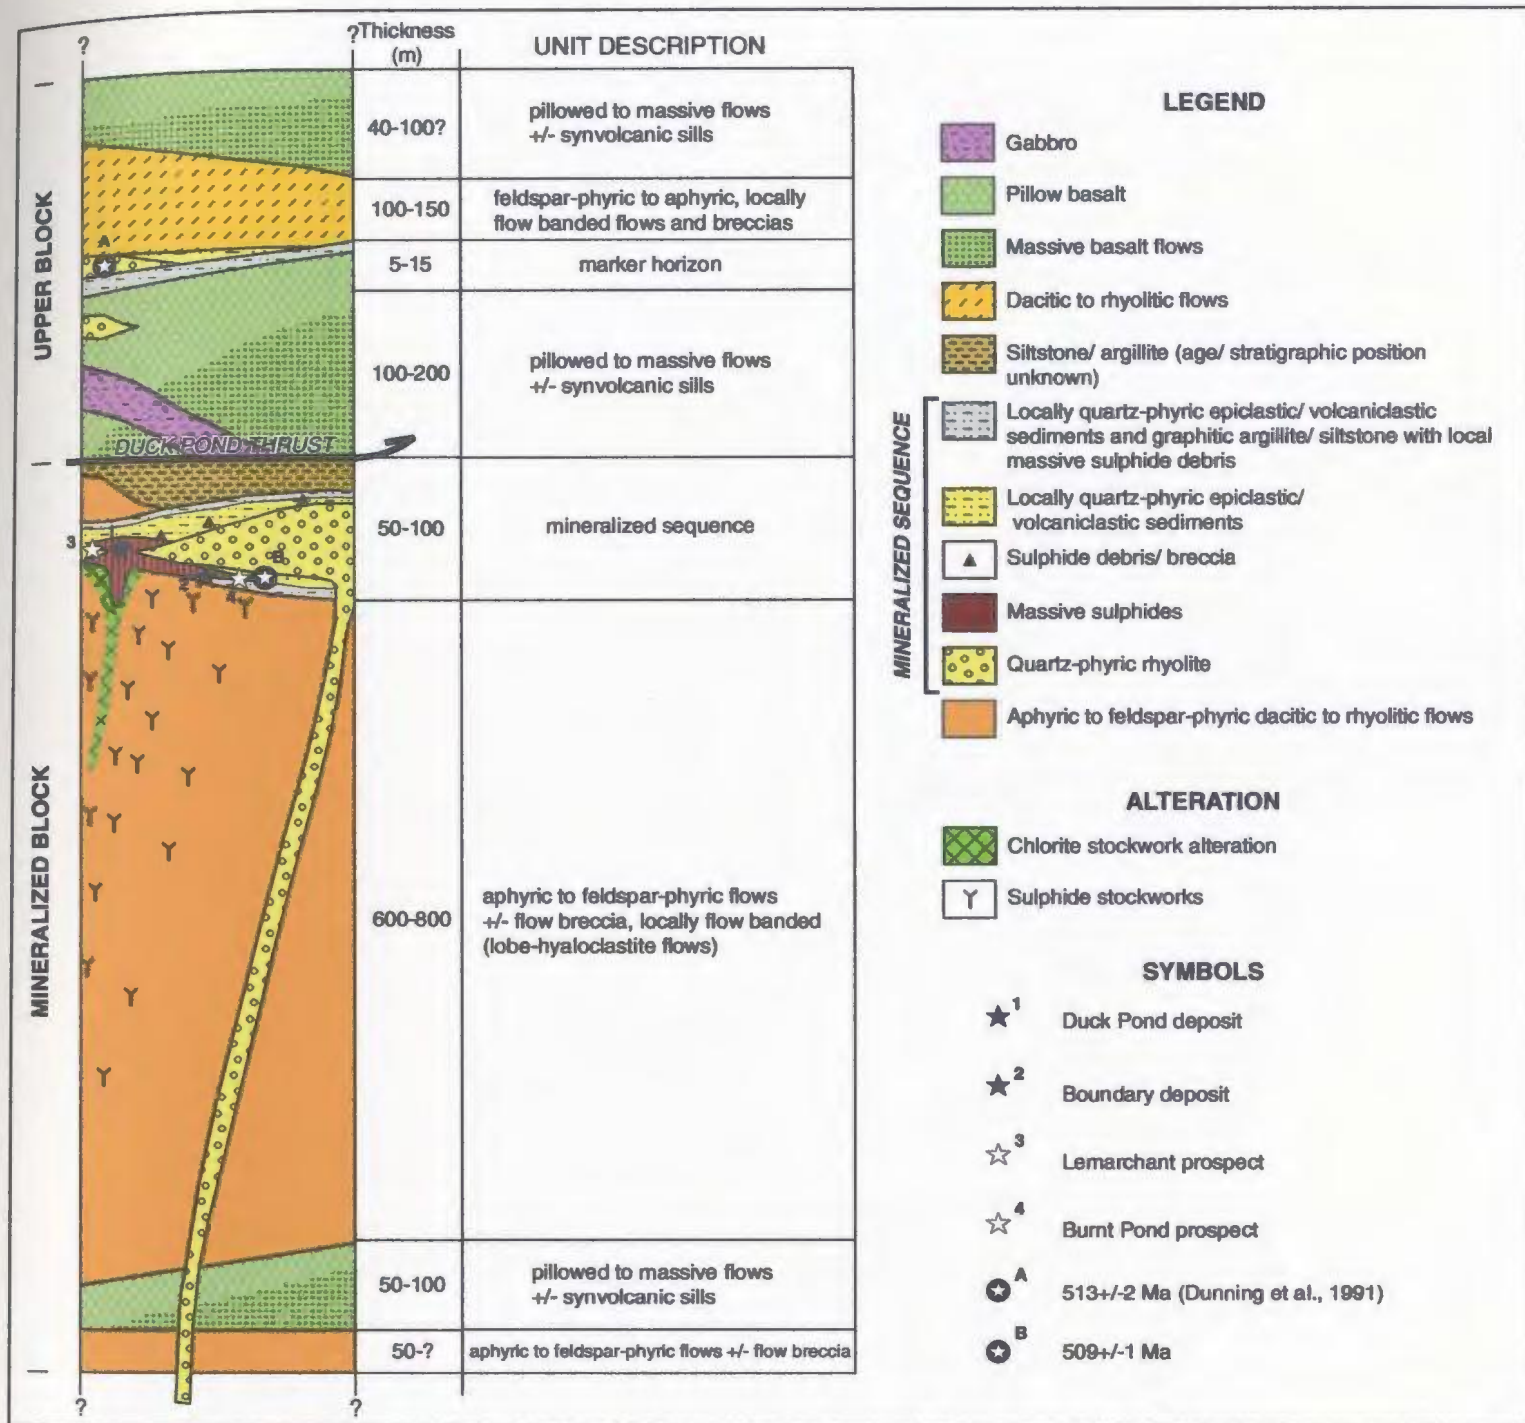 ?
?
Thickness
(m)
UNIT DESCRIPTION
UPPER BLOCK
40-100?
pillowed to massive flows
+/- synvolcanic sills
100-150
feldspar-phyric to aphyric, locally
flow banded flows and breccias
A
5-15
marker horizon
100-200
pillowed to massive flows
+/- synvolcanic sills
DUCK POND THRUST
MINERALIZED BLOCK
50-100
mineralized sequence
3
B
2
4
600-800
aphyric to feldspar-phyric flows
+/- flow breccia, locally flow banded
(lobe-hyaloclastite flows)
50-100
pillowed to massive flows
+/- synvolcanic sills
50-?
aphyric to feldspar-phyric flows +/- flow breccia
?
?
LEGEND
Gabbro
Pillow basalt
Massive basalt flows
Dacitic to rhyolitic flows
Siltstone/ argillite (age/ stratigraphic position
unknown)
MINERALIZED SEQUENCE
Locally quartz-phyric epiclastic/ volcaniclastic
sediments and graphitic argillite/ siltstone with local
massive sulphide debris
Locally quartz-phyric epiclastic/
volcaniclastic sediments
Sulphide debris/ breccia
Massive sulphides
Quartz-phyric rhyolite
Aphyric to feldspar-phyric dacitic to rhyolitic flows
ALTERATION
Chlorite stockwork alteration
Sulphide stockworks
SYMBOLS
1
Duck Pond deposit
2
Boundary deposit
3
Lemarchant prospect
4
Burnt Pond prospect
A
513+/-2 Ma (Dunning et al., 1991)
B
509+/-1 Ma